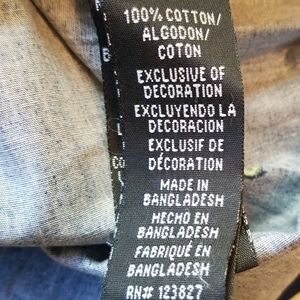 100% COTTON/
ALGODON/
COTON
EXCLUSIVE OF
DECORATION
EXCLUYENDO LA
DECORACION
EXCLUSIF DE
DÉCORATION
MADE IN
BANGLADESH
HECHO EN
BANGLADESH
FABRIQUÉ EN
BANGLADESH
RN# 123827